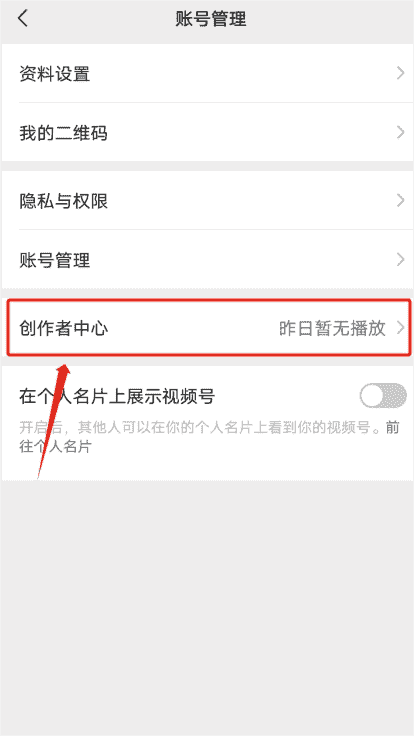 账号管理
资料设置
我的二维码
隐私与权限
账号管理
创作者中心 昨日暂无播放
在个人名片上展示视频号
开启后，其他人可以在你的个人名片上看到你的视频号。前
往个人名片